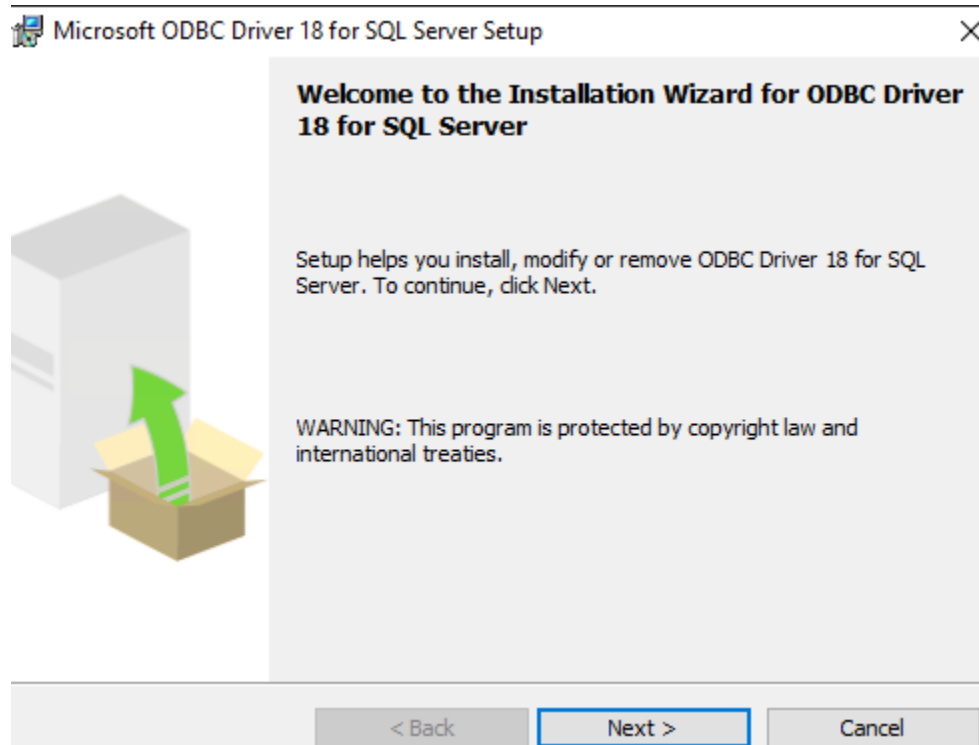 Microsoft ODBC Driver 18 for SQL Server Setup
Welcome to the Installation Wizard for ODBC Driver
18 for SQL Server
Setup helps you install, modify or remove ODBC Driver 18 for SQL
Server. To continue, click Next.
WARNING: This program is protected by copyright law and
international treaties.
< Back
Next >
Cancel